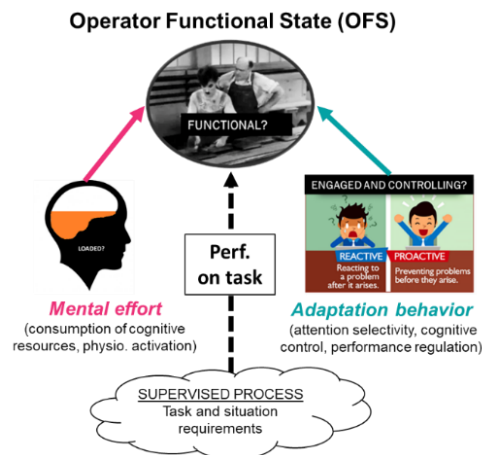 Operator Functional State (OFS)
FUNCTIONAL?
ENGAGED AND CONTROLLING?
LOADED?
REACTIVE
PROACTIVE
Reacting to
a problem
after it arises.
Preventing problems
before they arise.
Perf.
on task
Mental effort
(consumption of cognitive
resources, physio. activation)
Adaptation behavior
(attention selectivity, cognitive
control, performance regulation)
SUPERVISED PROCESS
Task and situation
requirements